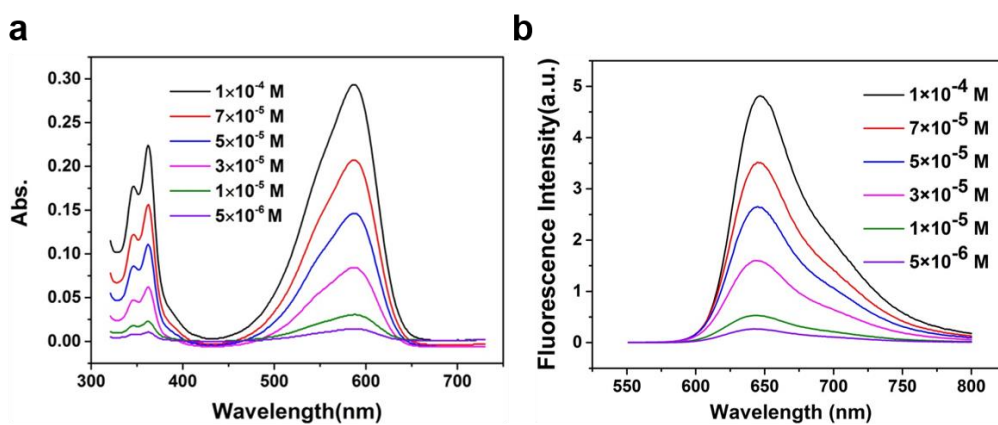 a
0.30
0.25
0.20
0.15
0.10
0.05
0.00
Abs.
1×10⁻⁴ M
7×10⁻⁵ M
5×10⁻⁵ M
3×10⁻⁵ M
1×10⁻⁵ M
5×10⁻⁶ M
300 400 500 600 700
Wavelength(nm)
b
5
4
3
2
1
0
Fluorescence Intensity(a.u.)
1×10⁻⁴ M
7×10⁻⁵ M
5×10⁻⁵ M
3×10⁻⁵ M
1×10⁻⁵ M
5×10⁻⁶ M
550 600 650 700 750 800
Wavelength (nm)